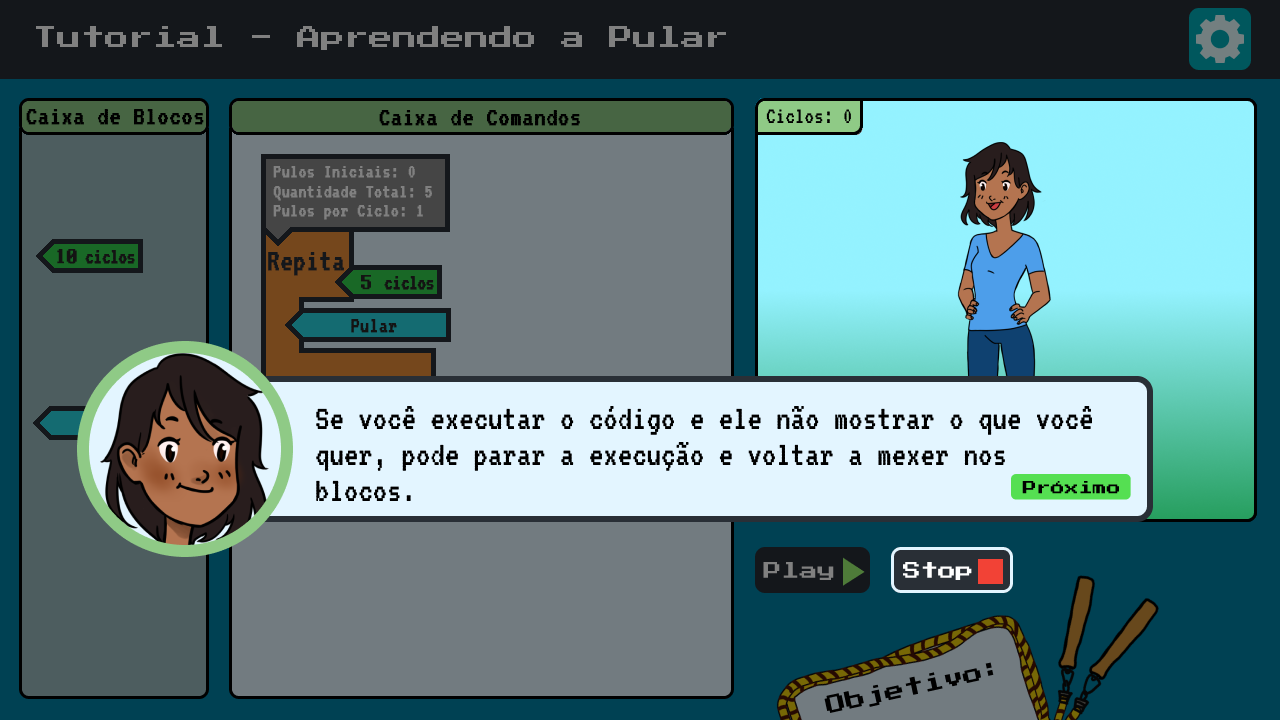 Tutorial - Aprendendo a Pular
Caixa de Blocos
Caixa de Comandos
Ciclos: 0
Pulos Iniciais: 0
Quantidade Total: 5
Pulos por Ciclo: 1
10 ciclos
Repita
5 ciclos
Pular
Se você executar o código e ele não mostrar o que você
quer, pode parar a execução e voltar a mexer nos
blocos.
Próximo
Play
Stop
Objetivo: